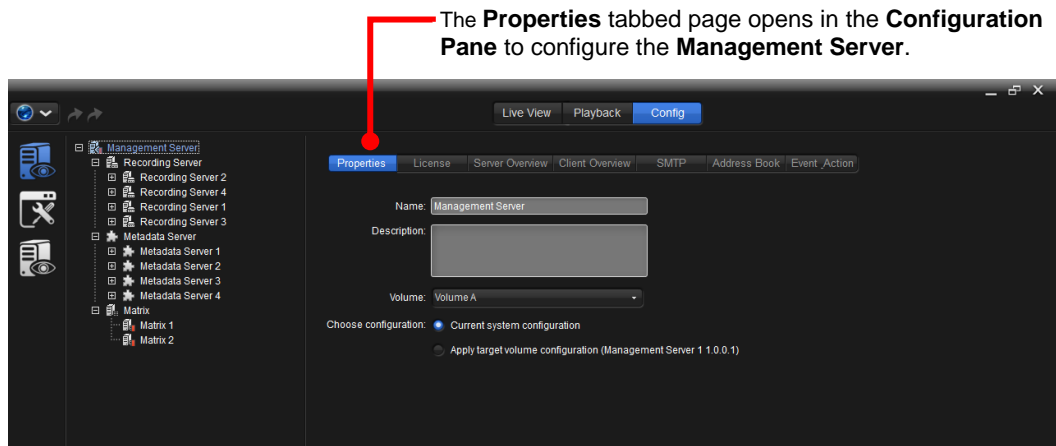 The Properties tabbed page opens in the Configuration
Pane to configure the Management Server.
Live View Playback Config
Management Server
Recording Server
Recording Server 2
Recording Server 4
Recording Server 1
Recording Server 3
Metadata Server
Metadata Server 1
Metadata Server 2
Metadata Server 3
Metadata Server 4
Matrix
Matrix 1
Matrix 2
Properties License Server Overview Client Overview SMTP Address Book Event_Action
Name: Management Server
Description:
Volume: Volume A
Choose configuration: Current system configuration
Apply target volume configuration (Management Server 1 1.0.0.1)